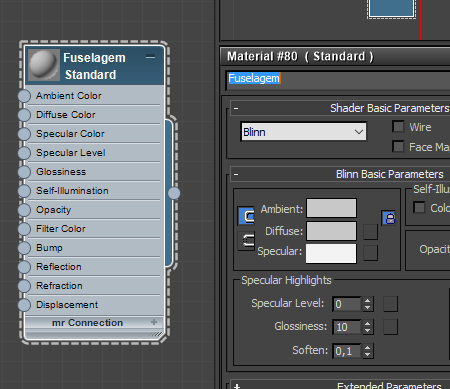 Fuselagem
Standard
Ambient Color
Diffuse Color
Specular Color
Specular Level
Glossiness
Self-Illumination
Opacity
Filter Color
Bump
Reflection
Refraction
Displacement
mr Connection +
Material #80 ( Standard )
Fuselagem
- Shader Basic Parameters
Blinn
Wire
Face Ma
- Blinn Basic Parameters
Self-Illu
Ambient:
Colo
Diffuse:
Specular:
Opaci
Specular Highlights
Specular Level: 0
Glossiness: 10
Soften: 0,1
+ Extended Parameters